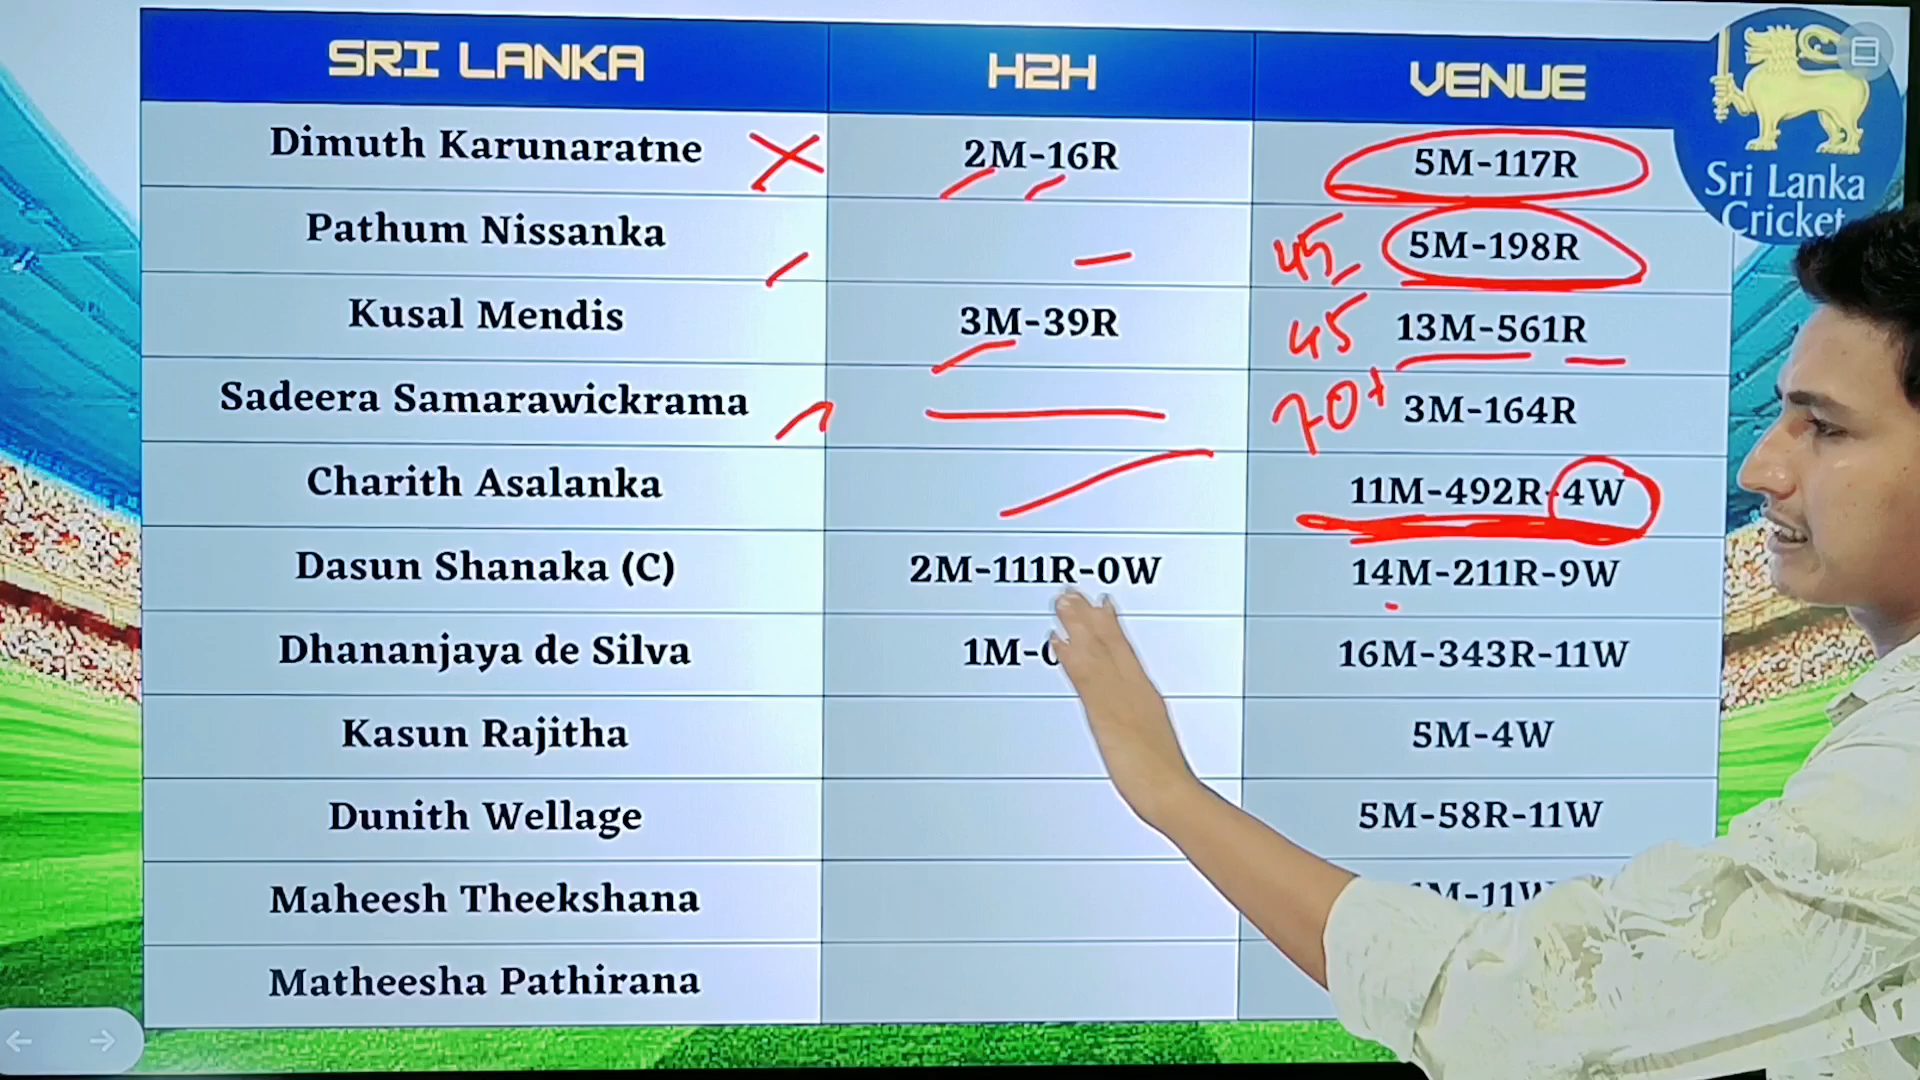 SRI LANKA H2H VENUE
Dimuth Karunaratne 2M-16R 5M-117R
Sri Lanka
Cricket
Pathum Nissanka 45 5M-198R
Kusal Mendis 3M-39R 45 13M-561R
Sadeera Samarawickrama 70+ 3M-164R
Charith Asalanka 11M-492R-4W
Dasun Shanaka (C) 2M-111R-0W 14M-211R-9W
Dhananjaya de Silva 1M- 16M-343R-11W
Kasun Rajitha 5M-4W
Dunith Wellage 5M-58R-11W
Maheesh Theekshana M-11W
Matheesha Pathirana